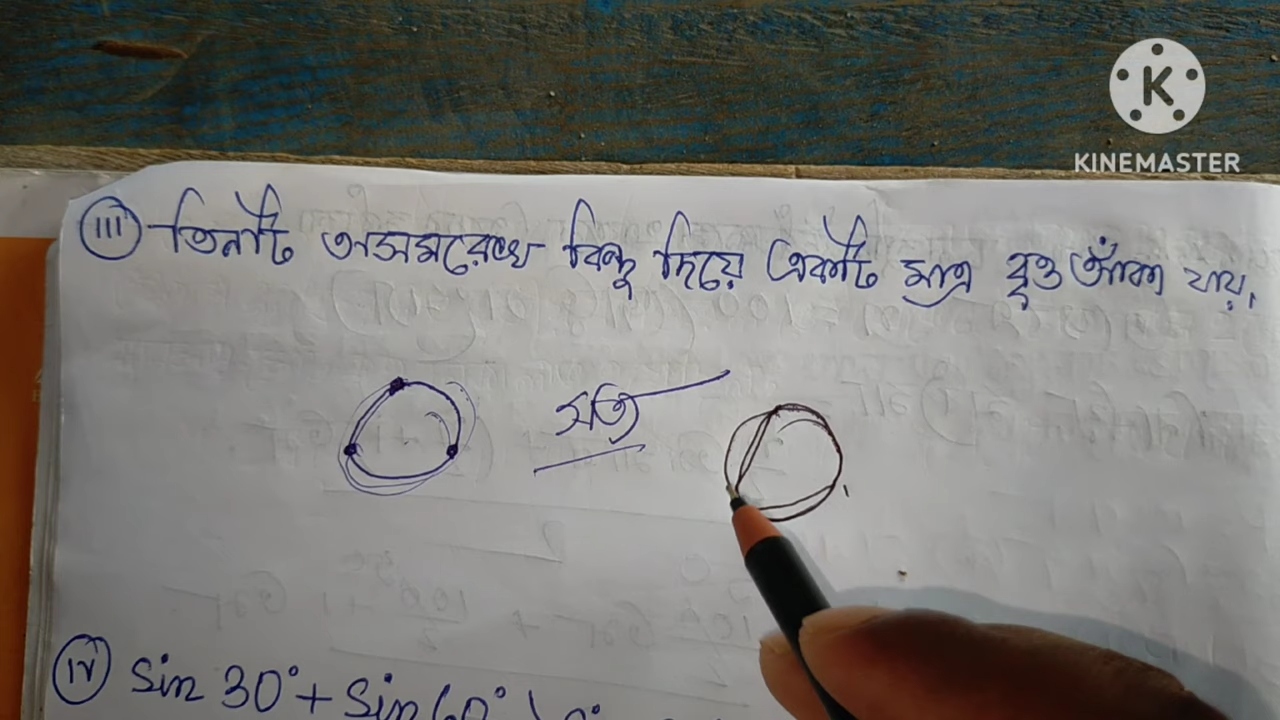 K
KINEMASTER
(iii) তিনটি অসমরেখ বিন্দু দিয়ে একটি মাত্র বৃত্ত আঁকা যায়।
সত্য
(iv) Sin 30° + Sin 60°